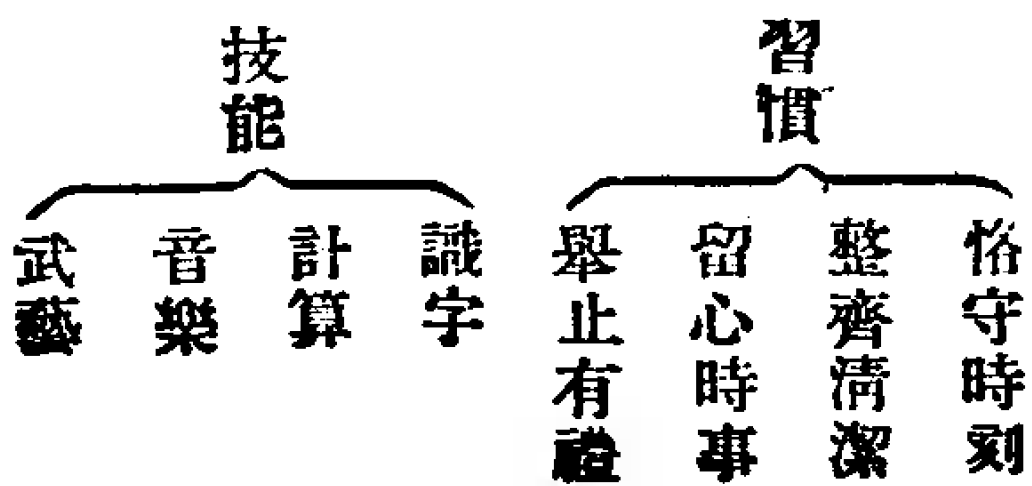 習慣
恪守時刻
整齊清潔
留心時事
舉止有禮
技能
識字
計算
音樂
武藝